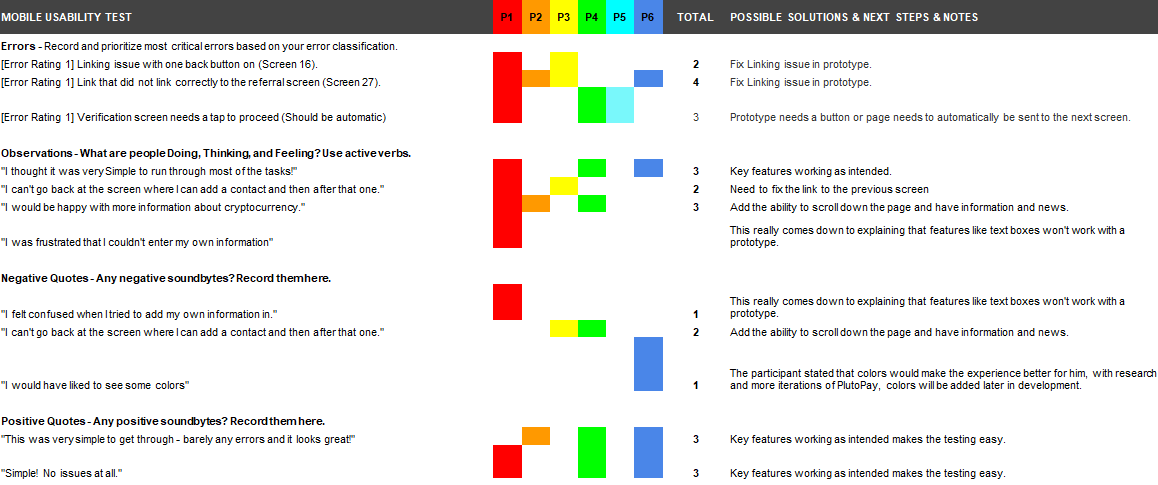 MOBILE USABILITY TEST P1 P2 P3 P4 P5 P6 TOTAL POSSIBLE SOLUTIONS & NEXT STEPS & NOTES
Errors - Record and prioritize most critical errors based on your error classification.
[Error Rating 1] Linking issue with one back button on (Screen 16). 2 Fix Linking issue in prototype.
[Error Rating 1] Link that did not link correctly to the referral screen (Screen 27). 4 Fix Linking issue in prototype.
[Error Rating 1] Verification screen needs a tap to proceed (Should be automatic) 3 Prototype needs a button or page needs to automatically be sent to the next screen.
Observations - What are people Doing, Thinking, and Feeling? Use active verbs.
"I thought it was very Simple to run through most of the tasks!" 3 Key features working as intended.
"I can't go back at the screen where I can add a contact and then after that one." 2 Need to fix the link to the previous screen
"I would be happy with more information about cryptocurrency." 3 Add the ability to scroll down the page and have information and news.
This really comes down to explaining that features like text boxes won't work with a
"I was frustrated that I couldn't enter my own information" prototype.
Negative Quotes - Any negative soundbytes? Record them here.
This really comes down to explaining that features like text boxes won't work with a
"I felt confused when I tried to add my own information in." 1 prototype.
"I can't go back at the screen where I can add a contact and then after that one." 2 Add the ability to scroll down the page and have information and news.
The participant stated that colors would make the experience better for him, with research
"I would have liked to see some colors" 1 and more iterations of PlutoPay, colors will be added later in development.
Positive Quotes - Any positive soundbytes? Record them here.
"This was very simple to get through - barely any errors and it looks great!" 3 Key features working as intended makes the testing easy.
"Simple! No issues at all." 3 Key features working as intended makes the testing easy.